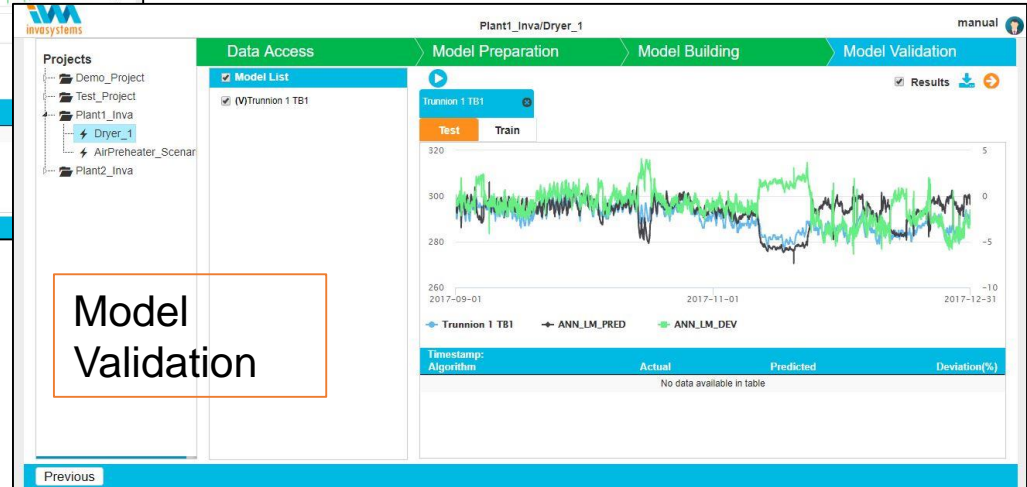 invasystems
Plant1_Inva/Dryer_1
manual
Projects
Demo_Project
Test_Project
Plant1_Inva
Dryer_1
AirPreheater_Scenar
Plant2_Inva
Data Access
Model Preparation
Model Building
Model Validation
Model List
(V)Trunnion 1 TB1
Results
Trunnion 1 TB1
Test Train
320 5
300 0
280 -5
260 -10
2017-09-01 2017-11-01 2017-12-31
Trunnion 1 TB1 ANN_LM_PRED ANN_LM_DEV
Timestamp:
Algorithm Actual Predicted Deviation(%)
No data available in table
Model
Validation
Previous